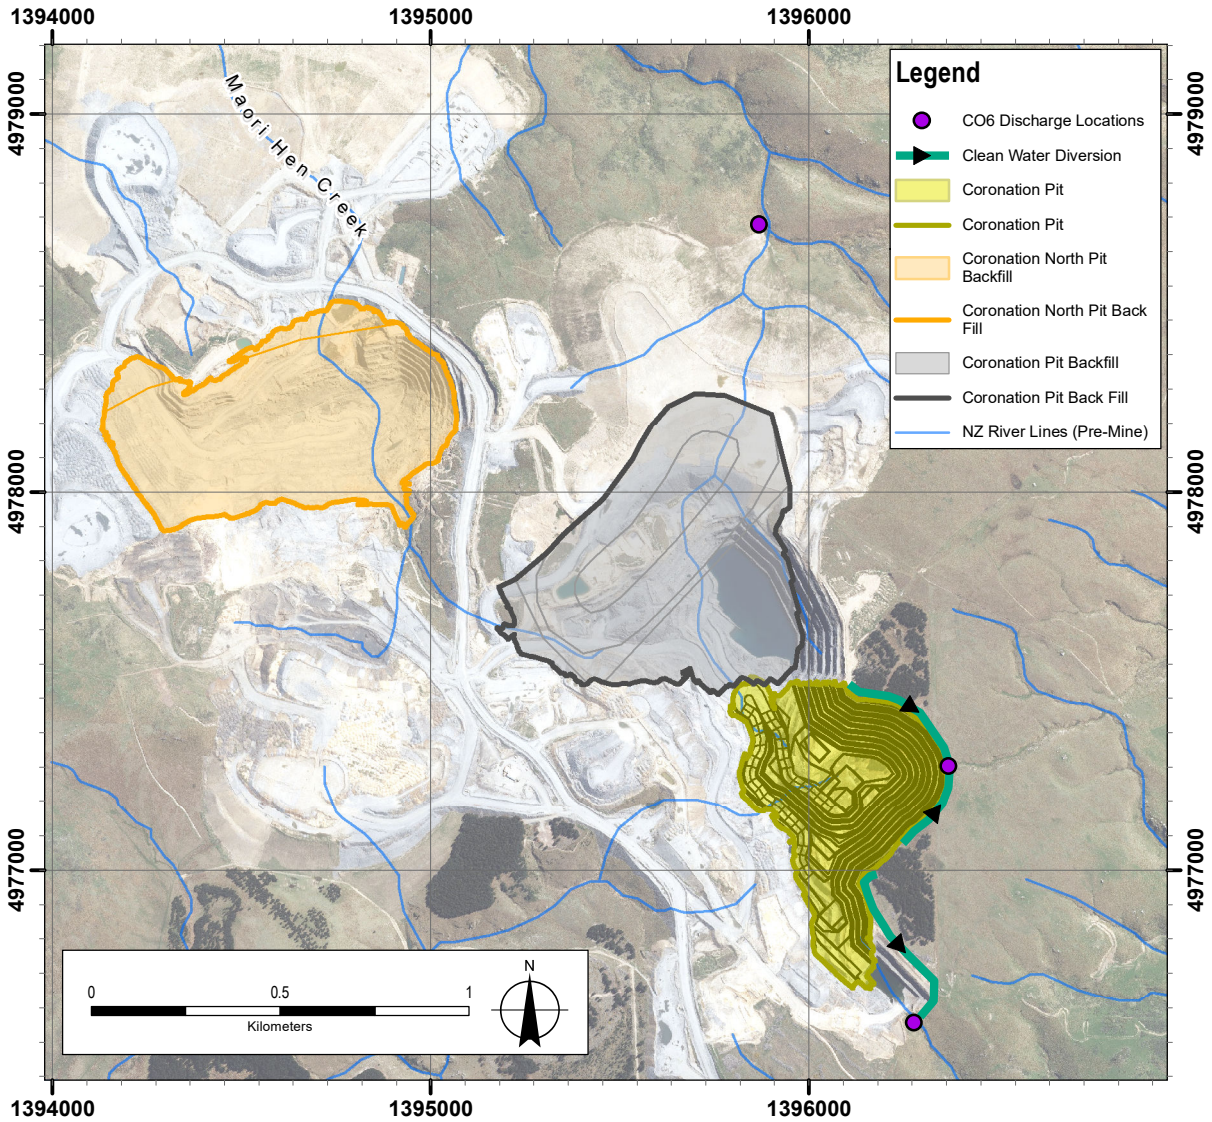 1394000 1395000 1396000
4979000
4979000
Maori Hen Creek
Legend
CO6 Discharge Locations
Clean Water Diversion
Coronation Pit
Coronation Pit
Coronation North Pit
Backfill
Coronation North Pit Back
Fill
Coronation Pit Backfill
Coronation Pit Back Fill
NZ River Lines (Pre-Mine)
4978000
4978000
4977000
4977000
0 0.5 1
Kilometers
N
1394000 1395000 1396000